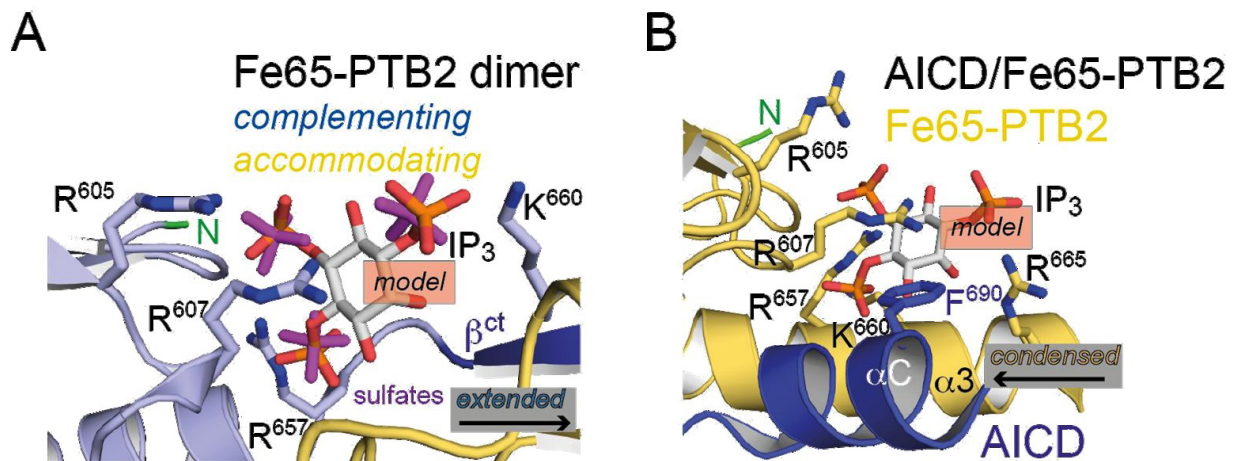 A
Fe65-PTB2 dimer
complementing
accommodating
R605
N
K660
IP3
model
R607
βct
sulfates
extended
R657
B
AICD/Fe65-PTB2
Fe65-PTB2
N
R605
IP3
model
R607
R665
R657
F690
K660
condensed
αC
α3
AICD